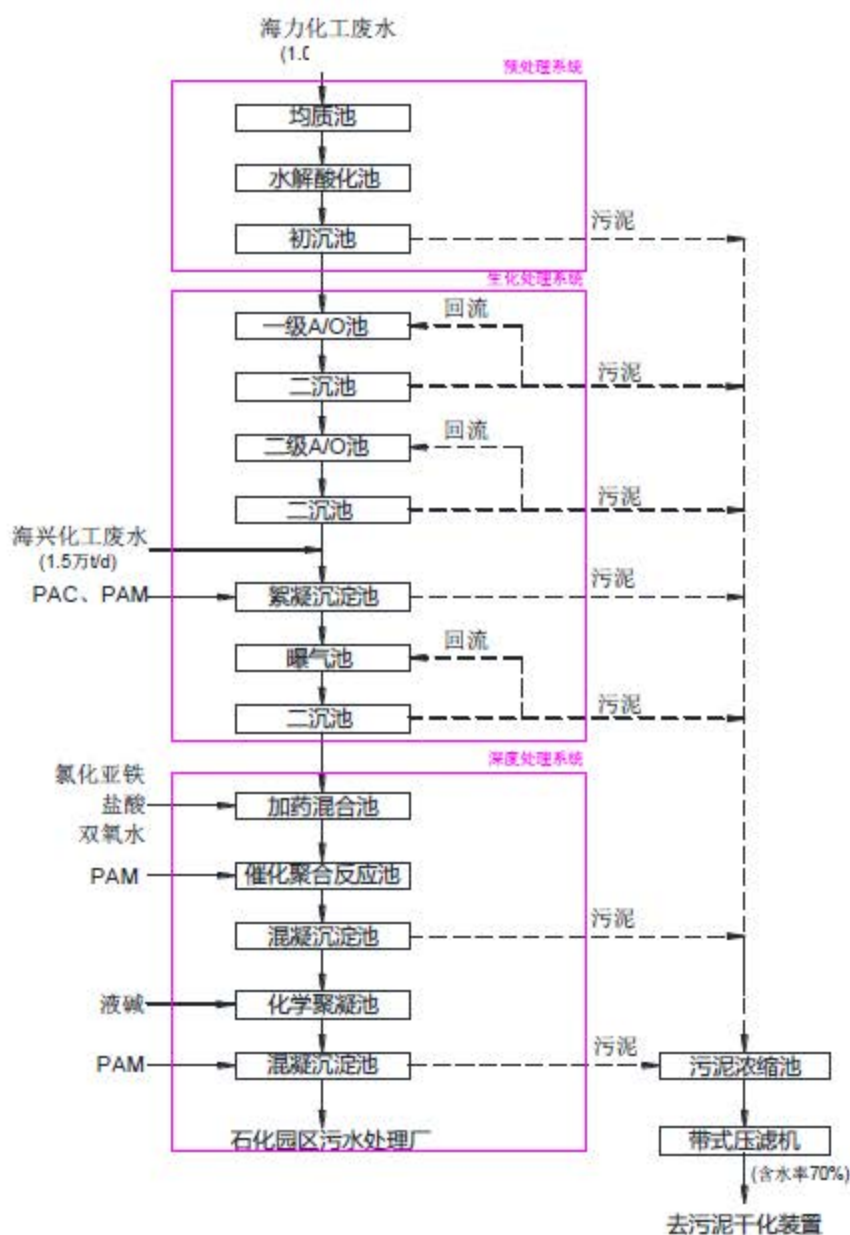 海力化工废水
(1.0
预处理系统
均质池
水解酸化池
初沉池
污泥
生化处理系统
回流
一级A/O池
二沉池
污泥
回流
二级A/O池
二沉池
污泥
海兴化工废水
(1.5万t/d)
PAC、PAM
絮凝沉淀池
污泥
回流
曝气池
二沉池
污泥
深度处理系统
氯化亚铁
盐酸
双氧水
加药混合池
PAM
催化聚合反应池
混凝沉淀池
污泥
液碱
化学聚凝池
PAM
混凝沉淀池
污泥
污泥浓缩池
石化园区污水处理厂
带式压滤机
(含水率70%)
去污泥干化装置